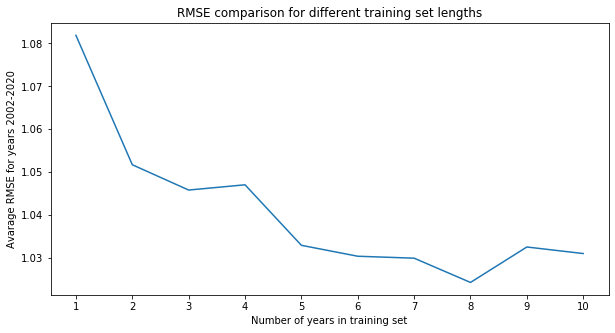 RMSE comparison for different training set lengths
1.08
1.07
1.06
1.05
1.04
1.03
Avarage RMSE for years 2002-2020
1 2 3 4 5 6 7 8 9 10
Number of years in training set